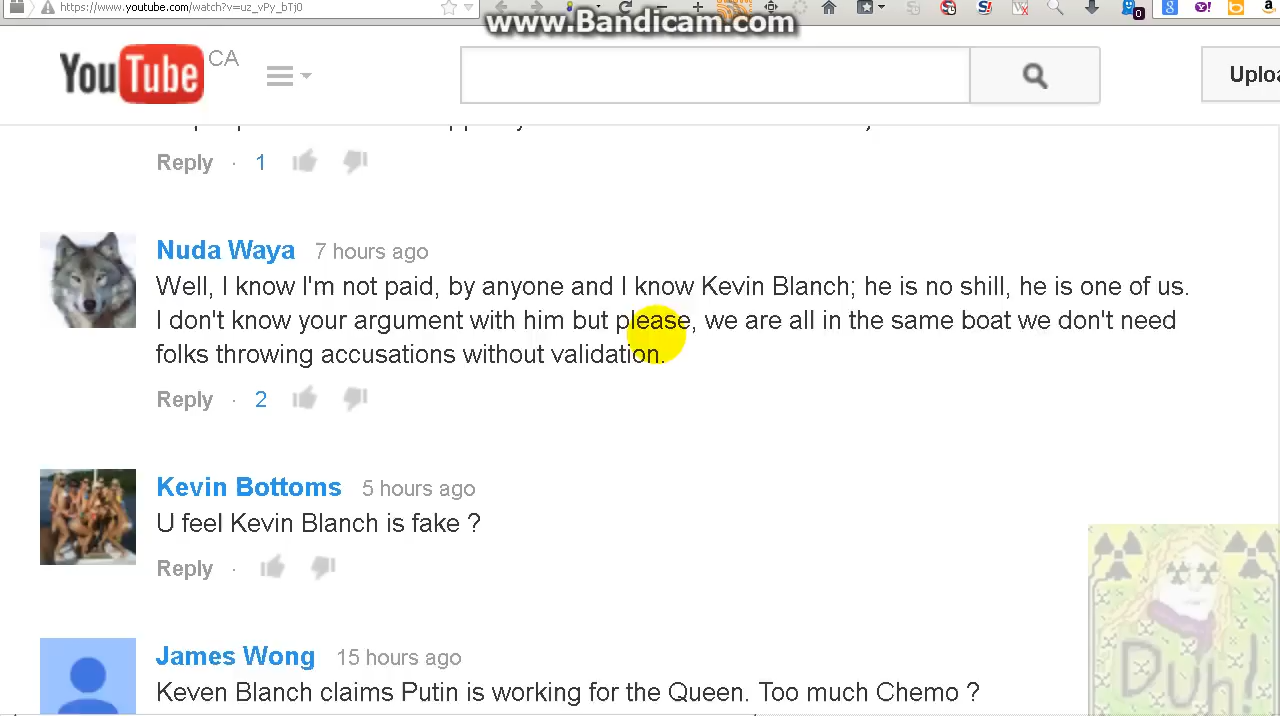 https://www.youtube.com/watch?v=uz_vPy_bTj0
www.Bandicam.com
0
YouTube CA
Uploa
Reply · 1
Nuda Waya 7 hours ago
Well, I know I'm not paid, by anyone and I know Kevin Blanch; he is no shill, he is one of us.
I don't know your argument with him but please, we are all in the same boat we don't need
folks throwing accusations without validation.
Reply · 2
Kevin Bottoms 5 hours ago
U feel Kevin Blanch is fake ?
Reply ·
James Wong 15 hours ago
Keven Blanch claims Putin is working for the Queen. Too much Chemo ?
Duh!